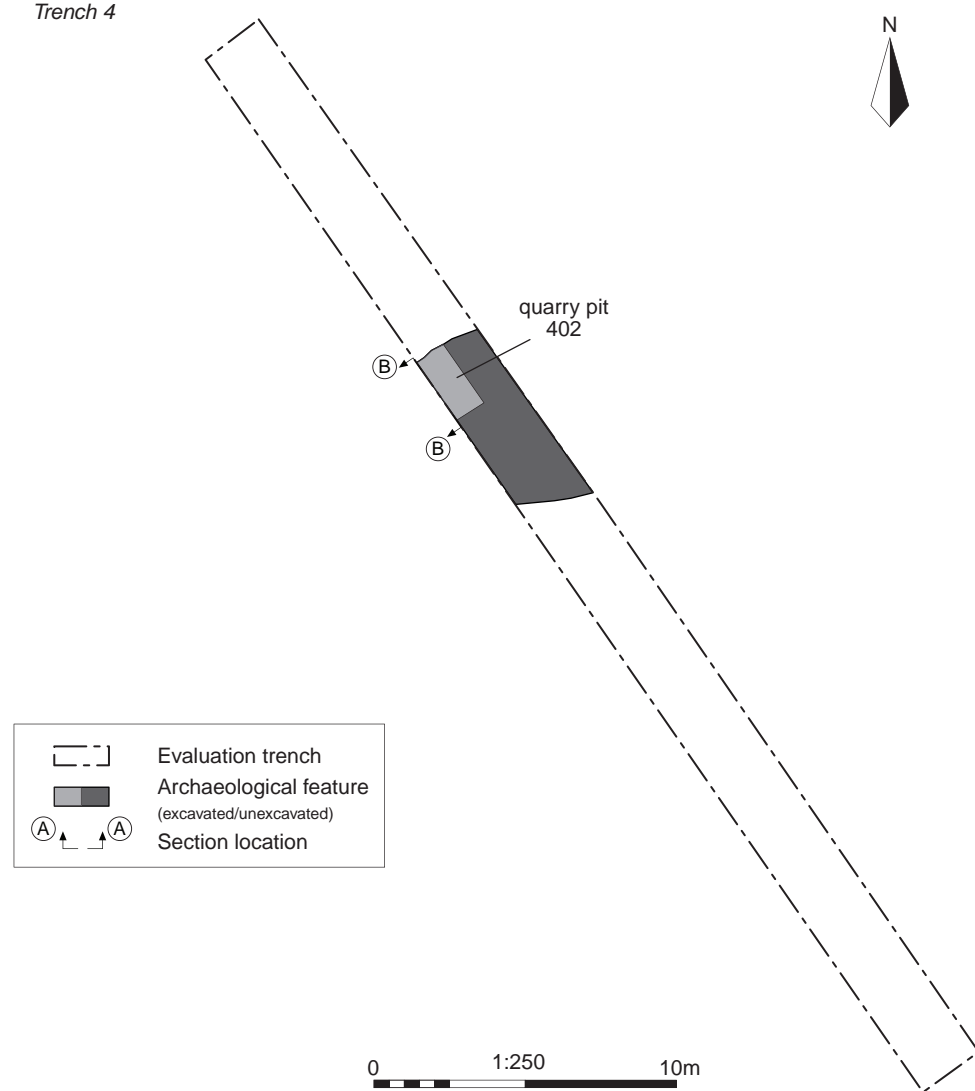 Trench 4
N
quarry pit
402
B
B
Evaluation trench
Archaeological feature
(excavated/unexcavated)
A A
Section location
0 1:250 10m